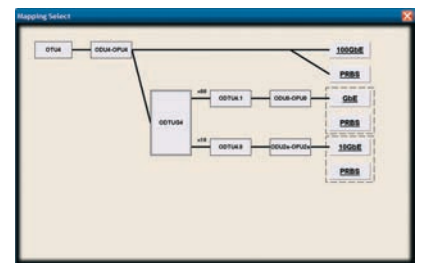 Mapping Select
OTU4
ODU4-OPU4
100GbE
PRBS
ODTUG4
x80
ODTU4.1
ODU0-OPU0
GbE
PRBS
x10
ODTU4.8
ODU2e-OPU2e
10GbE
PRBS